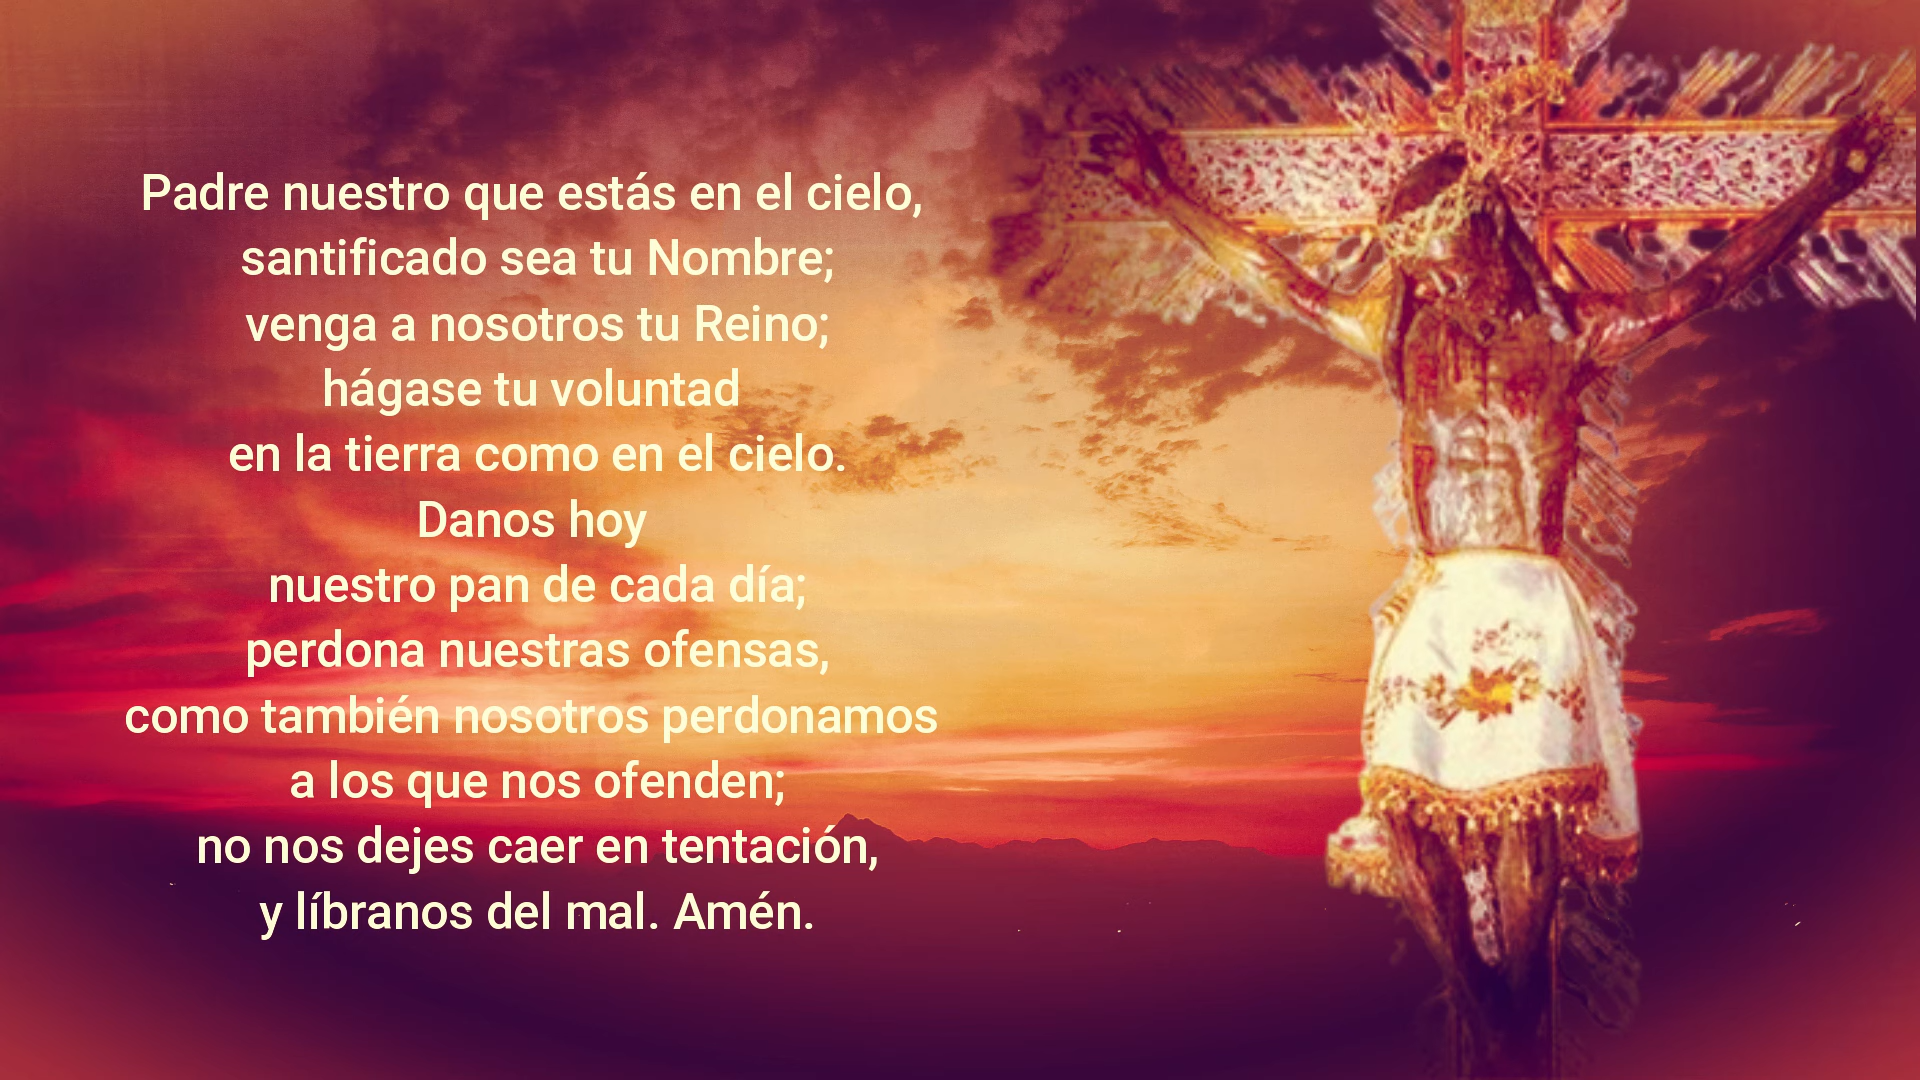 Padre nuestro que estás en el cielo,
santificado sea tu Nombre;
venga a nosotros tu Reino;
hágase tu voluntad
en la tierra como en el cielo.
Danos hoy
nuestro pan de cada día;
perdona nuestras ofensas,
como también nosotros perdonamos
a los que nos ofenden;
no nos dejes caer en tentación,
y líbranos del mal. Amén.